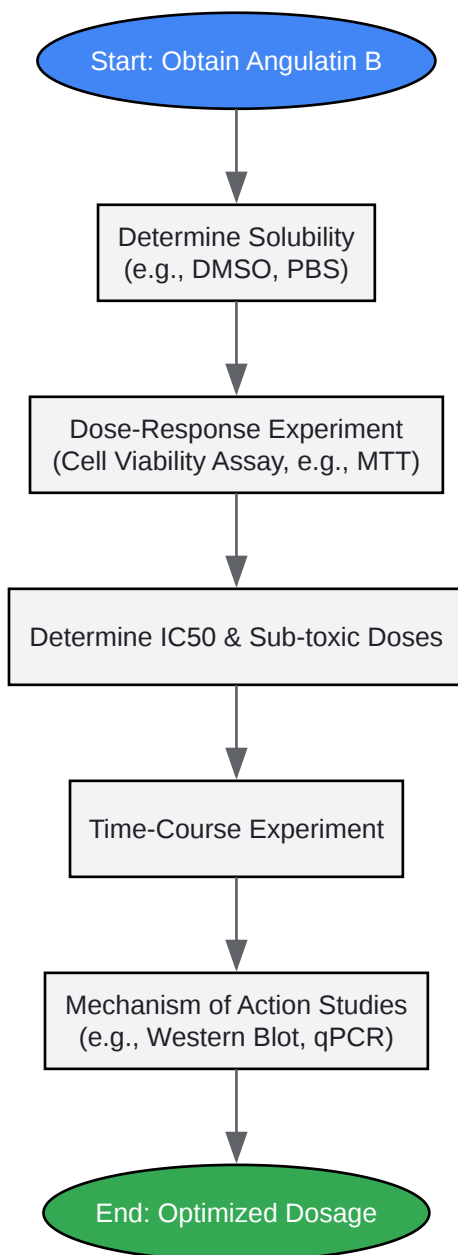 Start: Obtain Angulatin B
Determine Solubility
(e.g., DMSO, PBS)
Dose-Response Experiment
(Cell Viability Assay, e.g., MTT)
Determine IC50 & Sub-toxic Doses
Time-Course Experiment
Mechanism of Action Studies
(e.g., Western Blot, qPCR)
End: Optimized Dosage